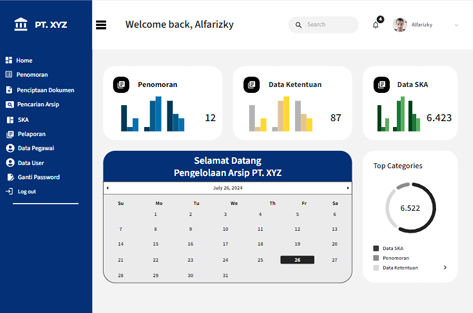 PT. XYZ
Welcome back, Alfarizky
Search
4
Alfarizky
Home
Penomoran
Penciptaan Dokumen
Pencarian Arsip
SKA
Pelaporan
Data Pegawai
Data User
Ganti Password
Log out
Penomoran
12
Data Ketentuan
87
Data SKA
6.423
Selamat Datang
Pengelolaan Arsip PT. XYZ
July 26, 2024
Su Mo Tu We Th Fr Sa
1 2 3 4 5 6
7 8 9 10 11 12 13
14 15 16 17 18 19 20
21 22 23 24 25 26 27
28 29 30 31
Top Categories
6.522
Data SKA
Penomoran
Data Ketentuan